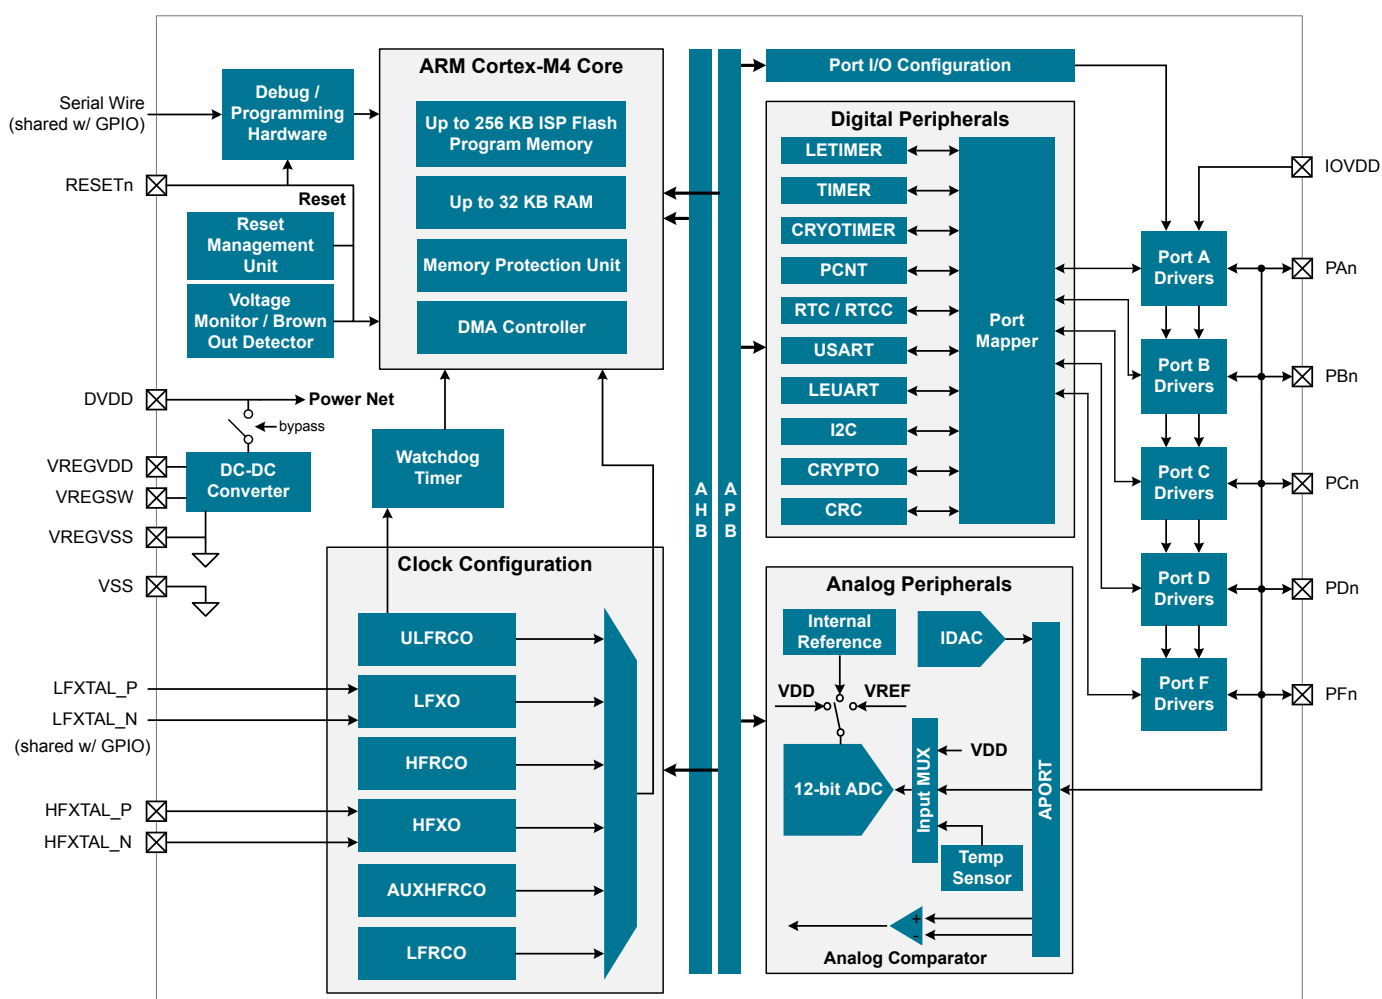 ARM Cortex-M4 Core
Up to 256 KB ISP Flash
Program Memory
Up to 32 KB RAM
Memory Protection Unit
DMA Controller
Serial Wire
(shared w/ GPIO)
Debug /
Programming
Hardware
RESETn
Reset
Reset
Management
Unit
Voltage
Monitor / Brown
Out Detector
DVDD
Power Net
bypass
VREGVDD
VREGSW
DC-DC
Converter
VREGVSS
VSS
Watchdog
Timer
Clock Configuration
ULFRCO
LFXO
HFRCO
HFXO
AUXHFRCO
LFRCO
LFXTAL_P
LFXTAL_N
(shared w/ GPIO)
HFXTAL_P
HFXTAL_N
A
H
B
A
P
B
Port I/O Configuration
Digital Peripherals
LETIMER
TIMER
CRYOTIMER
PCNT
RTC / RTCC
USART
LEUART
I2C
CRYPTO
CRC
Port
Mapper
Analog Peripherals
Internal
Reference
IDAC
VDD
VREF
12-bit ADC
Input MUX
VDD
Temp
Sensor
APORT
+
-
Analog Comparator
IOVDD
Port A
Drivers
PAn
Port B
Drivers
PBn
Port C
Drivers
PCn
Port D
Drivers
PDn
Port F
Drivers
PFn